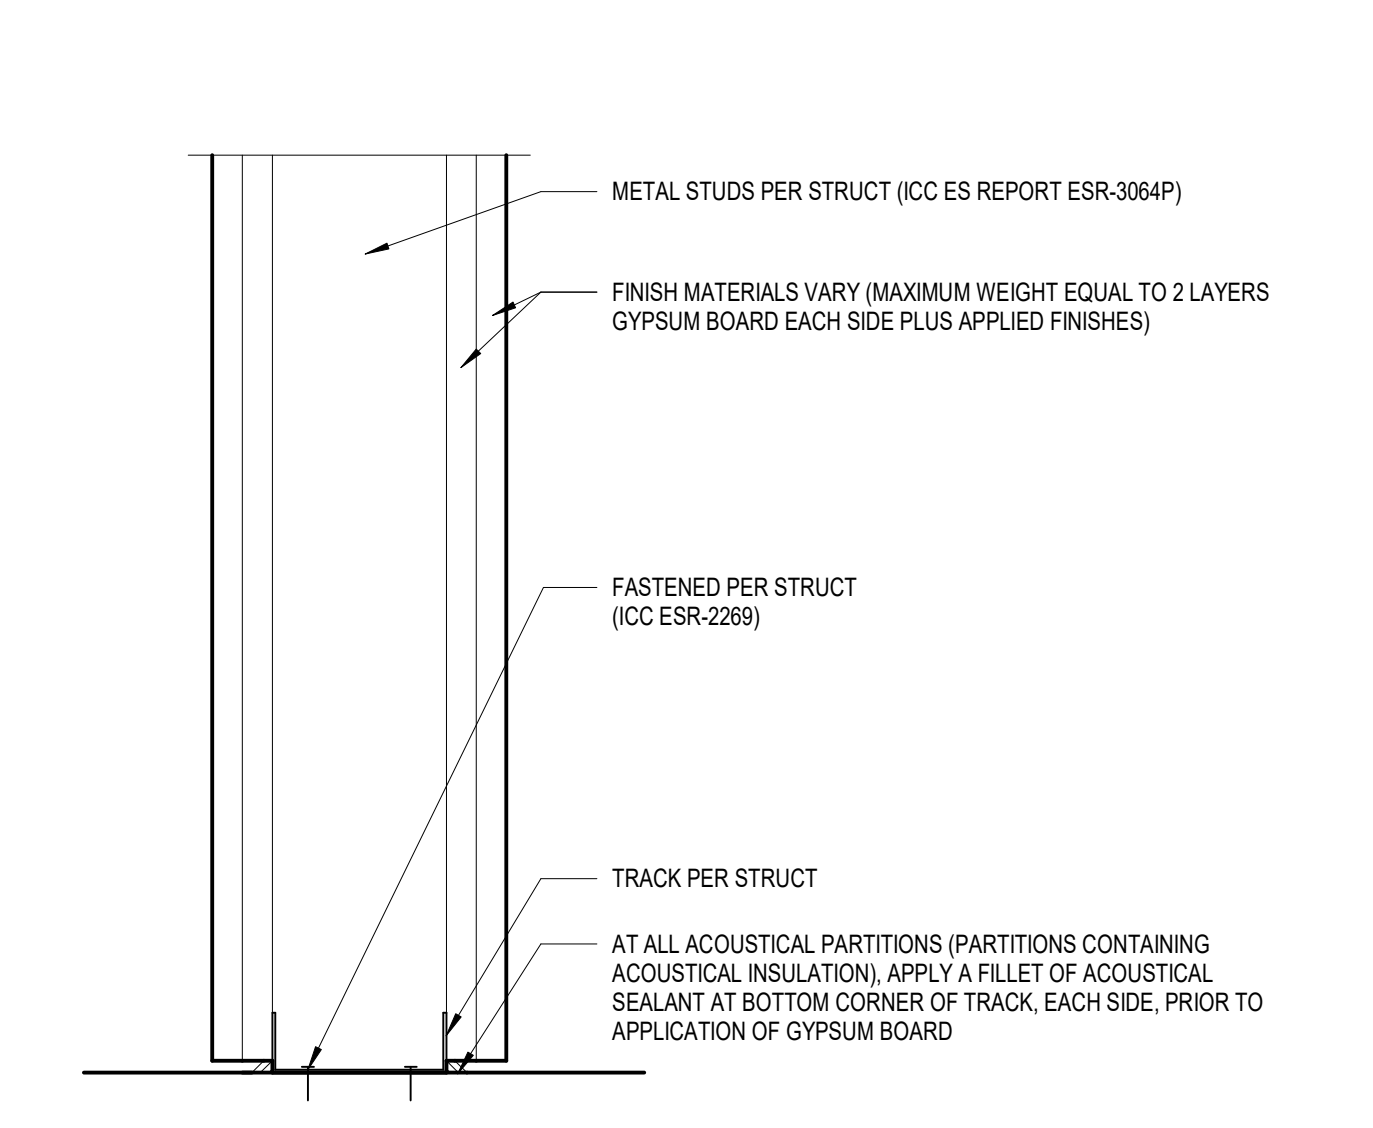 METAL STUDS PER STRUCT (ICC ES REPORT ESR-3064P)
FINISH MATERIALS VARY (MAXIMUM WEIGHT EQUAL TO 2 LAYERS
GYPSUM BOARD EACH SIDE PLUS APPLIED FINISHES)
FASTENED PER STRUCT
(ICC ESR-2269)
TRACK PER STRUCT
AT ALL ACOUSTICAL PARTITIONS (PARTITIONS CONTAINING
ACOUSTICAL INSULATION), APPLY A FILLET OF ACOUSTICAL
SEALANT AT BOTTOM CORNER OF TRACK, EACH SIDE, PRIOR TO
APPLICATION OF GYPSUM BOARD